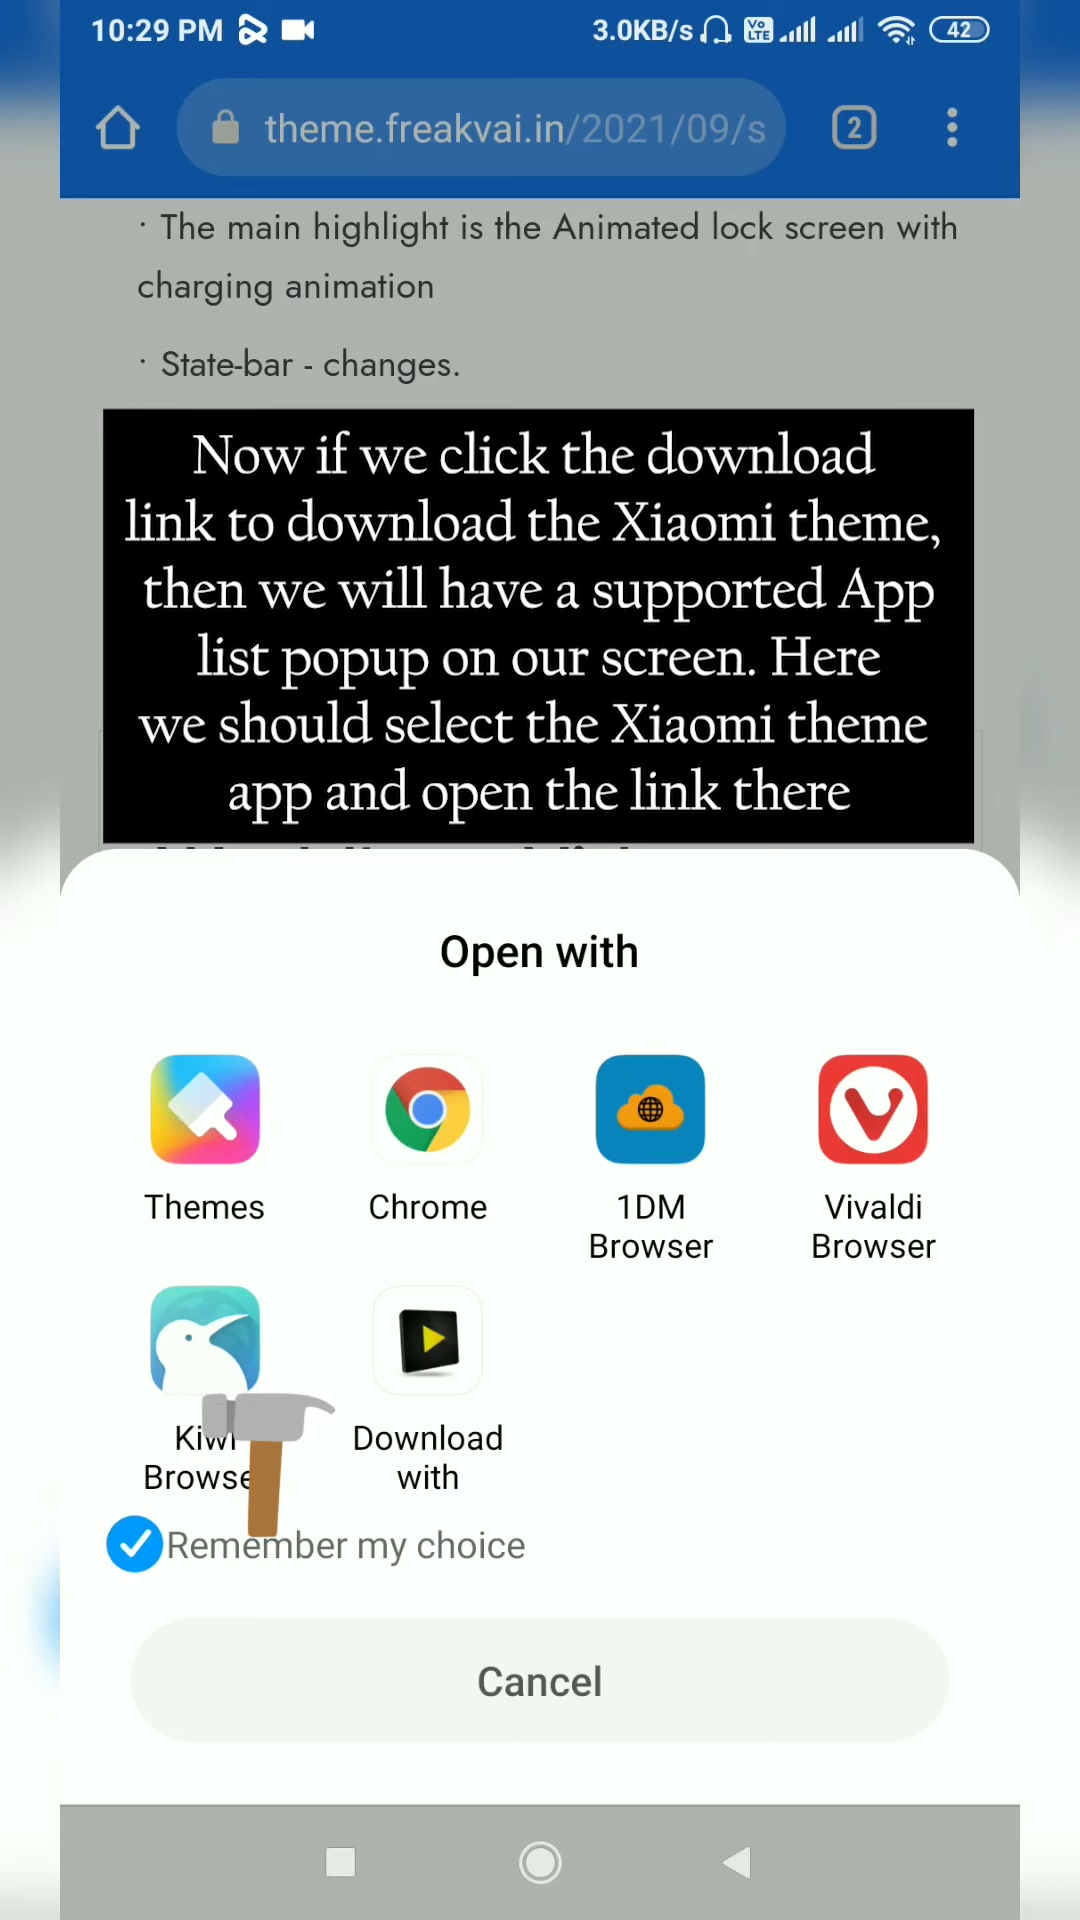 10:29 PM
3.0KB/s
Vo
LTE
42
theme.freakvai.in/2021/09/s
2
· The main highlight is the Animated lock screen with
charging animation
· State-bar - changes.
Now if we click the download
link to download the Xiaomi theme,
then we will have a supported App
list popup on our screen. Here
we should select the Xiaomi theme
app and open the link there
Open with
Themes
Chrome
1DM
Browser
Vivaldi
Browser
Kiwi
Browse
Download
with
Remember my choice
Cancel